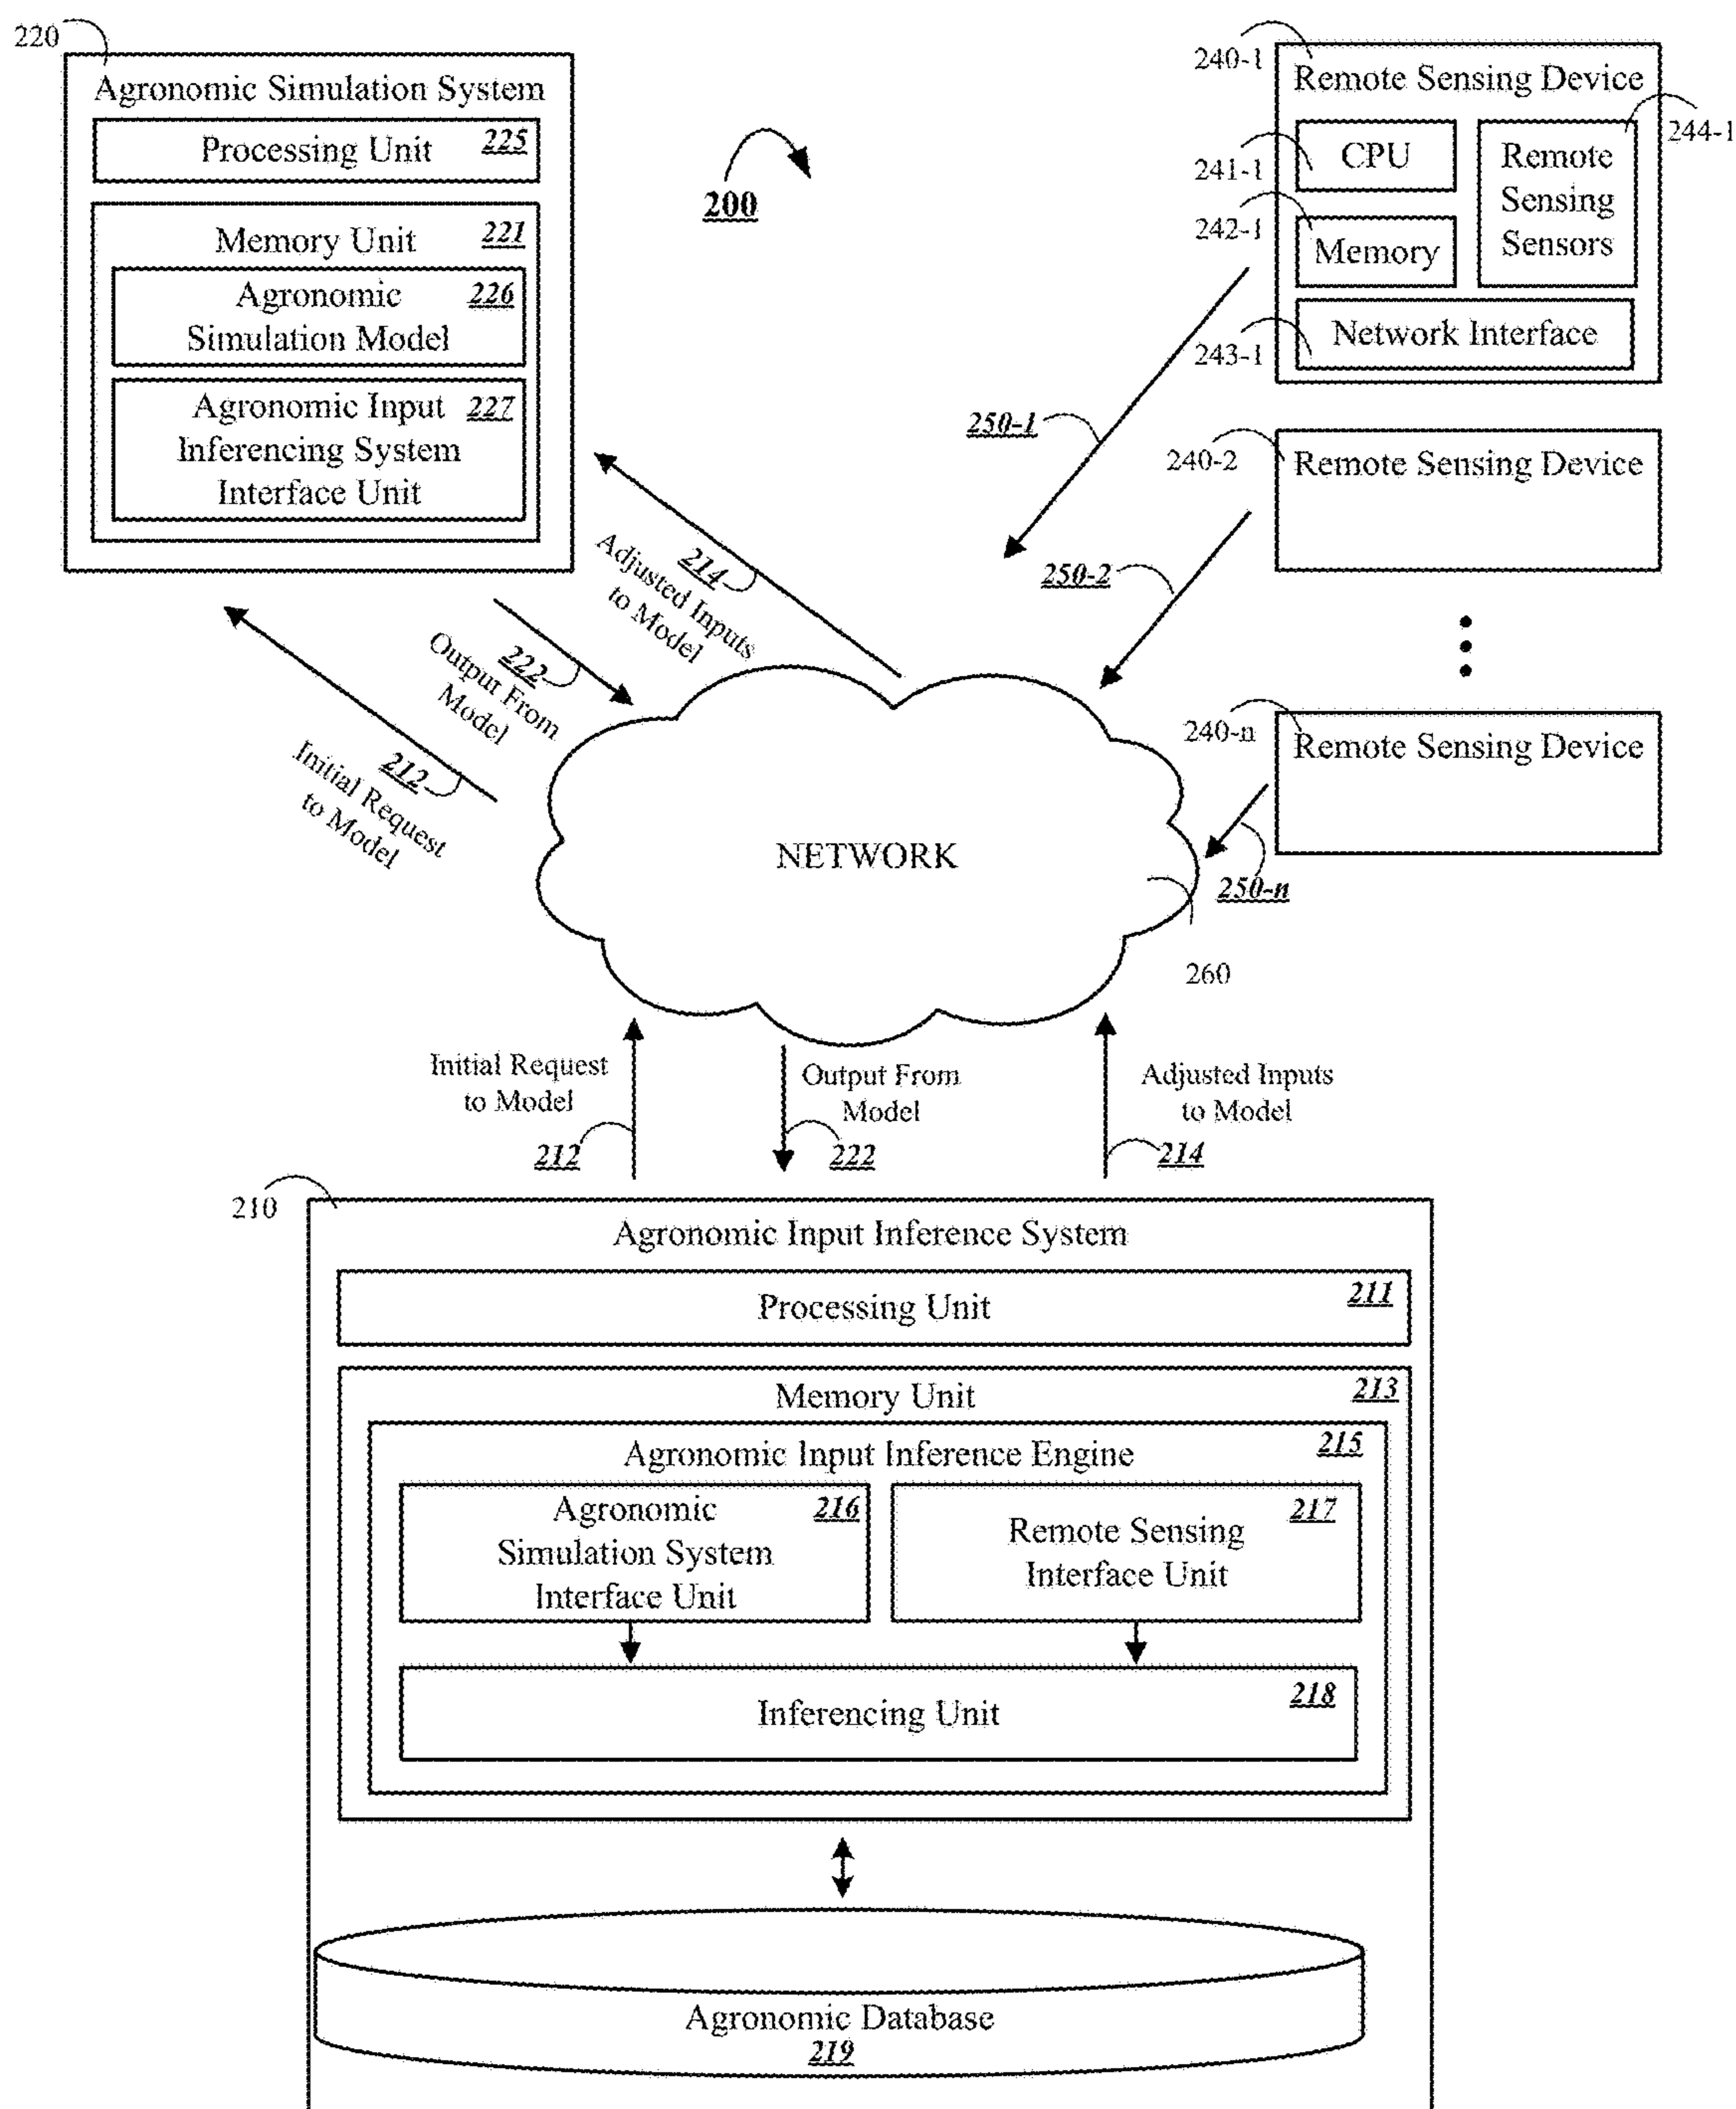 220
Agronomic Simulation System
Processing Unit
225
Memory Unit
221
Agronomic
Simulation Model
226
Agronomic Input
Inferencing System
Interface Unit
227
200
240-1
Remote Sensing Device
241-1
CPU
242-1
Memory
Remote
Sensing
Sensors
244-1
243-1
Network Interface
250-1
240-2
Remote Sensing Device
250-2
240-n
Remote Sensing Device
250-n
214
Adjusted Inputs
to Model
222
Output From
Model
212
Initial Request
to Model
NETWORK
260
Initial Request
to Model
212
Output From
Model
222
Adjusted Inputs
to Model
214
210
Agronomic Input Inference System
Processing Unit
211
Memory Unit
213
Agronomic Input Inference Engine
215
Agronomic
Simulation System
Interface Unit
216
Remote Sensing
Interface Unit
217
Inferencing Unit
218
Agronomic Database
219